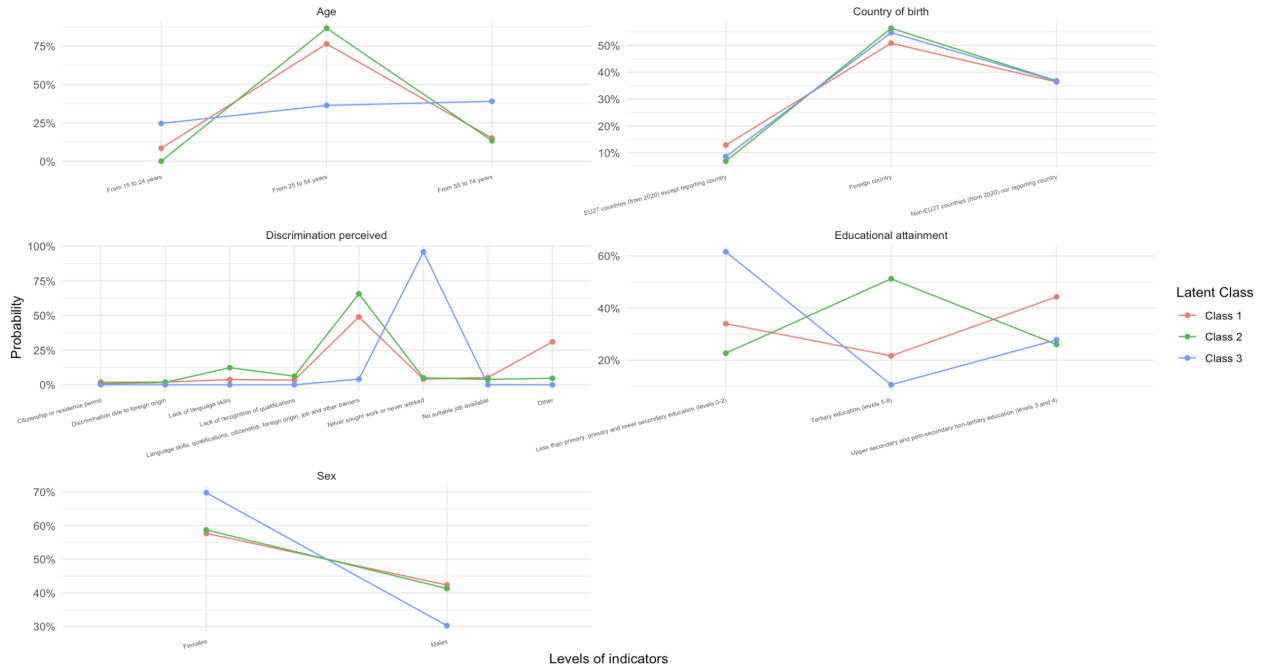 Age
75%
50%
25%
0%
From 15 to 24 years
From 25 to 54 years
From 55 to 74 years
Country of birth
50%
40%
30%
20%
10%
EU27 countries (from 2020) except reporting country
Foreign country
Non-EU27 countries (from 2020) nor reporting country
Probability
Discrimination perceived
100%
75%
50%
25%
0%
Citizenship or residence permit
Discrimination due to foreign origin
Lack of language skills
Lack of recognition of qualifications
Language skills, qualifications, citizenship, foreign origin, job and other barriers
Never sought work or never worked
No suitable job available
Other
Educational attainment
60%
40%
20%
Less than primary, primary and lower secondary education (levels 0-2)
Tertiary education (levels 5-8)
Upper secondary and post-secondary non-tertiary education (levels 3 and 4)
Latent Class
Class 1
Class 2
Class 3
Sex
70%
60%
50%
40%
30%
Females
Males
Levels of indicators